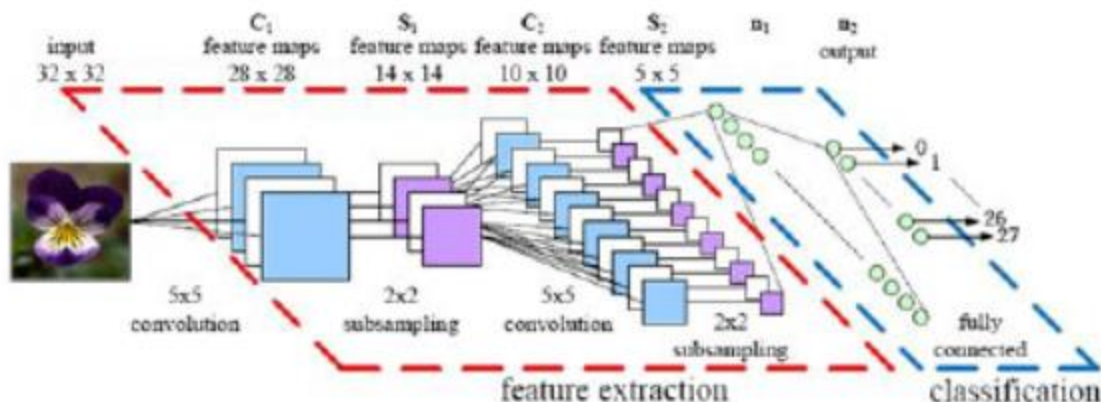 C₁ S₁ C₂ S₂ n₁ n₂
input feature maps feature maps feature maps feature maps output
32 x 32 28 x 28 14 x 14 10 x 10 5 x 5
0
1
26
27
5x5 2x2 5x5 2x2 fully
convolution subsampling convolution subsampling connected
feature extraction classification